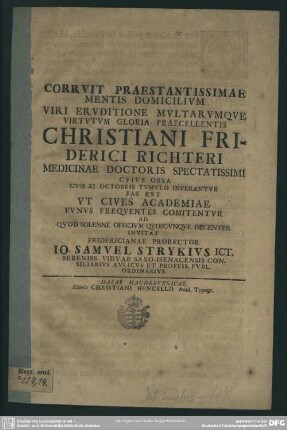 CORRVIT PRAESTANTISSIMAE
MENTIS DOMICILIVM
VIRI ERVDITIONE MVLTARVMQVE
VIRTVTVM GLORIA PRAECELLENTIS
CHRISTIANI FRI-
DERICI RICHTERI
MEDICINAE DOCTORIS SPECTATISSIMI
CVIVS OSSA
CVM XI OCTOBRIS TVMVLO INFERANTVR
FAS EST
VT CIVES ACADEMIAE
FVNVS FREQVENTES COMITENTVR
AD
QVOD SOLENNE OFFICIVM QVOSCVNQVE DECENTER
INVITAT
FRIDERICIANAE PRORECTOR
IO. SAMVEL STRYKIVS ICT.
SERENISS. VIDVAE SAXO-ISENACENSIS CON-
SILIARIVS AVLICVS ET PROFESS. PVBL.
ORDINARIVS.
HALAE MAGDEBVRGICAE,
CHRISTIANI HENCKELII Acad. Typogr.
Biogr. erud.